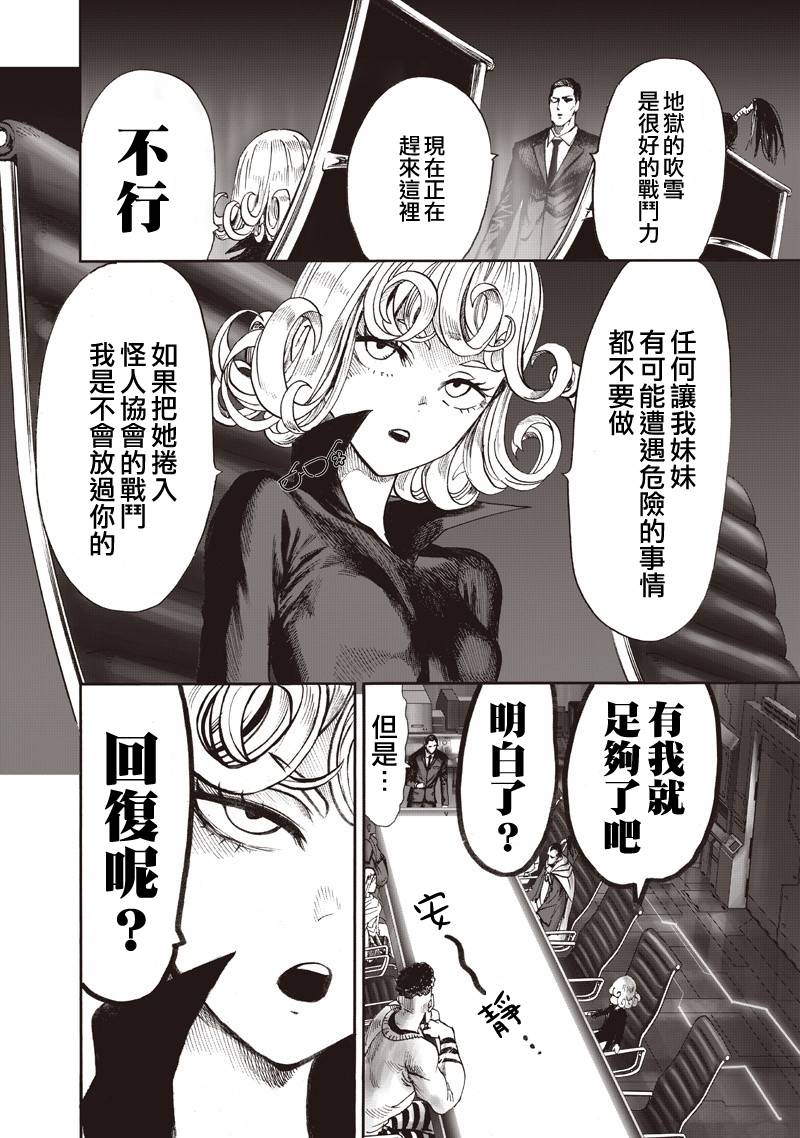 地獄的吹雪
是很好的戰鬥力
現在正在
趕來這裡
不行
任何讓我妹妹
有可能遭遇危險的事情
都不要做
如果把她捲入
怪人協會的戰鬥
我是不會放過你的
有我就
足夠了吧
明白了？
但是…
安～靜…
回復呢？